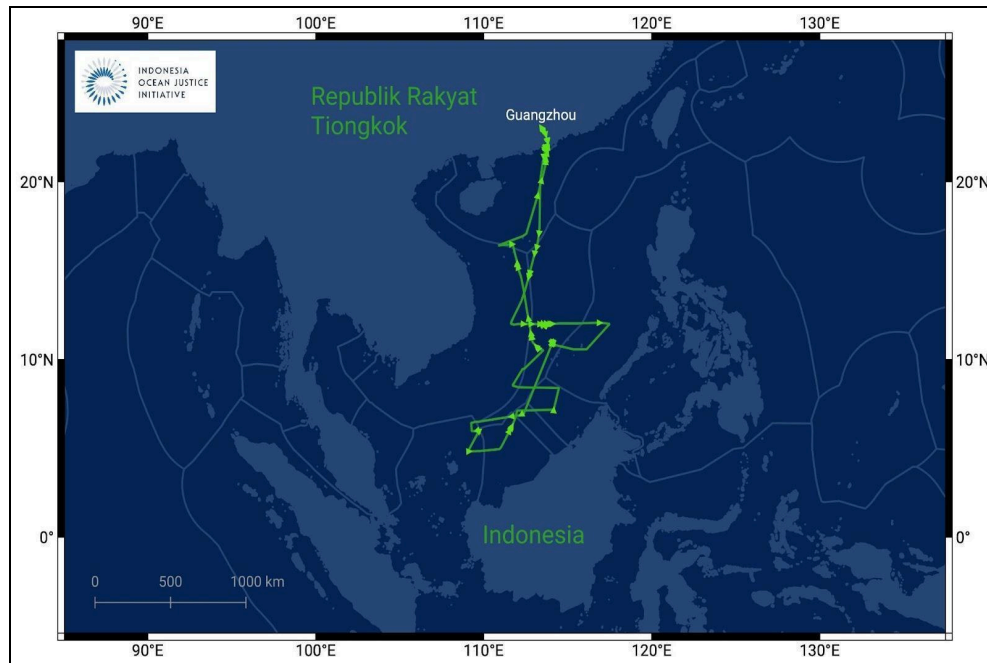 90°E 100°E 110°E 120°E 130°E
INDONESIA
OCEAN JUSTICE
INITIATIVE
Republik Rakyat
Tiongkok
Guangzhou
20°N 20°N
10°N 10°N
0° 0°
Indonesia
0 500 1000 km
90°E 100°E 110°E 120°E 130°E